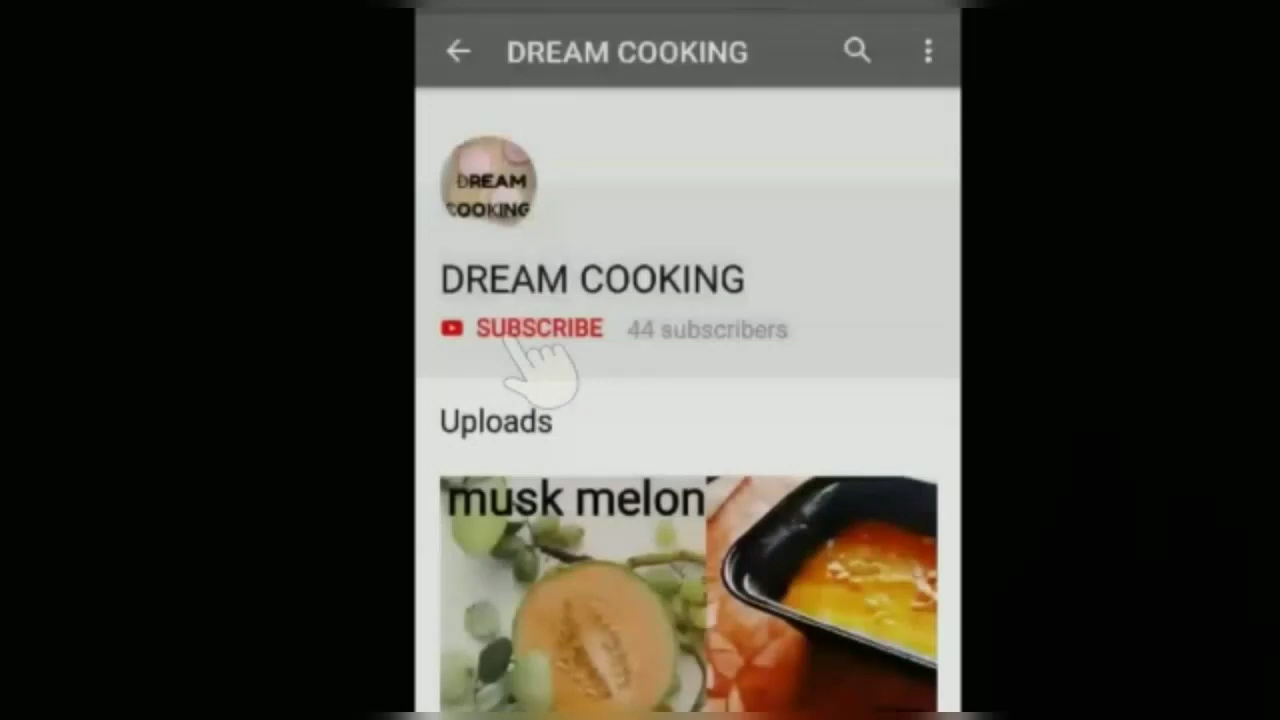 DREAM COOKING
DREAM
COOKING
DREAM COOKING
SUBSCRIBE 44 subscribers
Uploads
musk melon